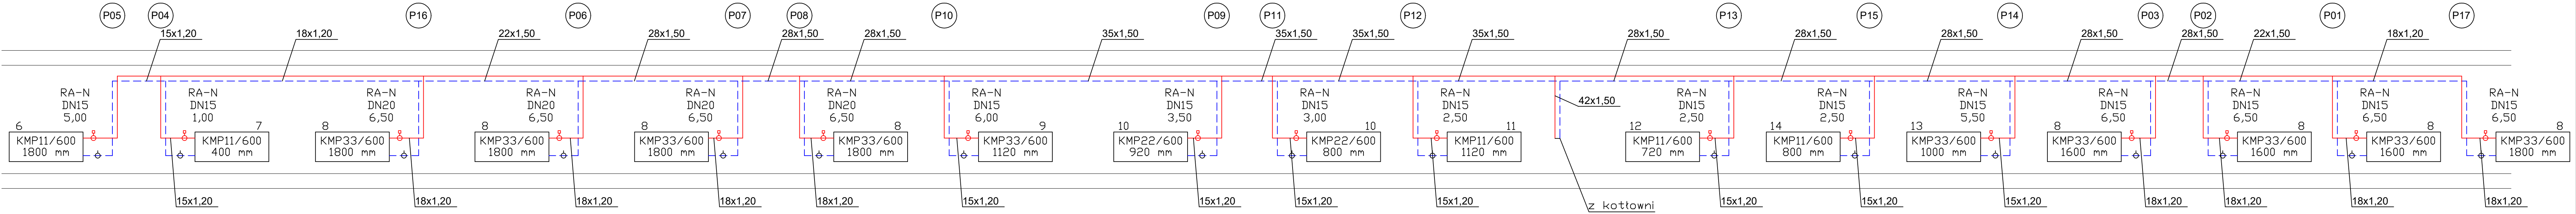 P05 P04 P16 P06 P07 P08 P10 P09 P11 P12 P13 P15 P14 P03 P02 P01 P17
15x1,20 18x1,20 22x1,50 28x1,50 28x1,50 28x1,50 35x1,50 35x1,50 35x1,50 35x1,50 28x1,50 28x1,50 28x1,50 28x1,50 28x1,50 22x1,50 18x1,20
RA-N RA-N RA-N RA-N RA-N RA-N RA-N RA-N RA-N RA-N RA-N RA-N RA-N RA-N RA-N RA-N RA-N
DN15 DN15 DN20 DN20 DN20 DN20 DN15 DN15 DN15 DN15 42x1,50 DN15 DN15 DN15 DN15 DN15 DN15 DN15
5,00 1,00 6,50 6,50 6,50 6,50 6,00 3,50 3,00 2,50 2,50 2,50 5,50 6,50 6,50 6,50 6,50
6 7 8 8 8 8 9 10 10 11 12 14 13 8 8 8 8
KMP11/600 KMP11/600 KMP33/600 KMP33/600 KMP33/600 KMP33/600 KMP33/600 KMP22/600 KMP22/600 KMP11/600 KMP11/600 KMP11/600 KMP33/600 KMP33/600 KMP33/600 KMP33/600 KMP33/600
1800 mm 400 mm 1800 mm 1800 mm 1800 mm 1800 mm 1120 mm 920 mm 800 mm 1120 mm 720 mm 800 mm 1000 mm 1600 mm 1600 mm 1600 mm 1800 mm
15x1,20 18x1,20 18x1,20 18x1,20 18x1,20 15x1,20 15x1,20 15x1,20 15x1,20 z kotłowni 15x1,20 15x1,20 15x1,20 18x1,20 18x1,20 18x1,20 18x1,20